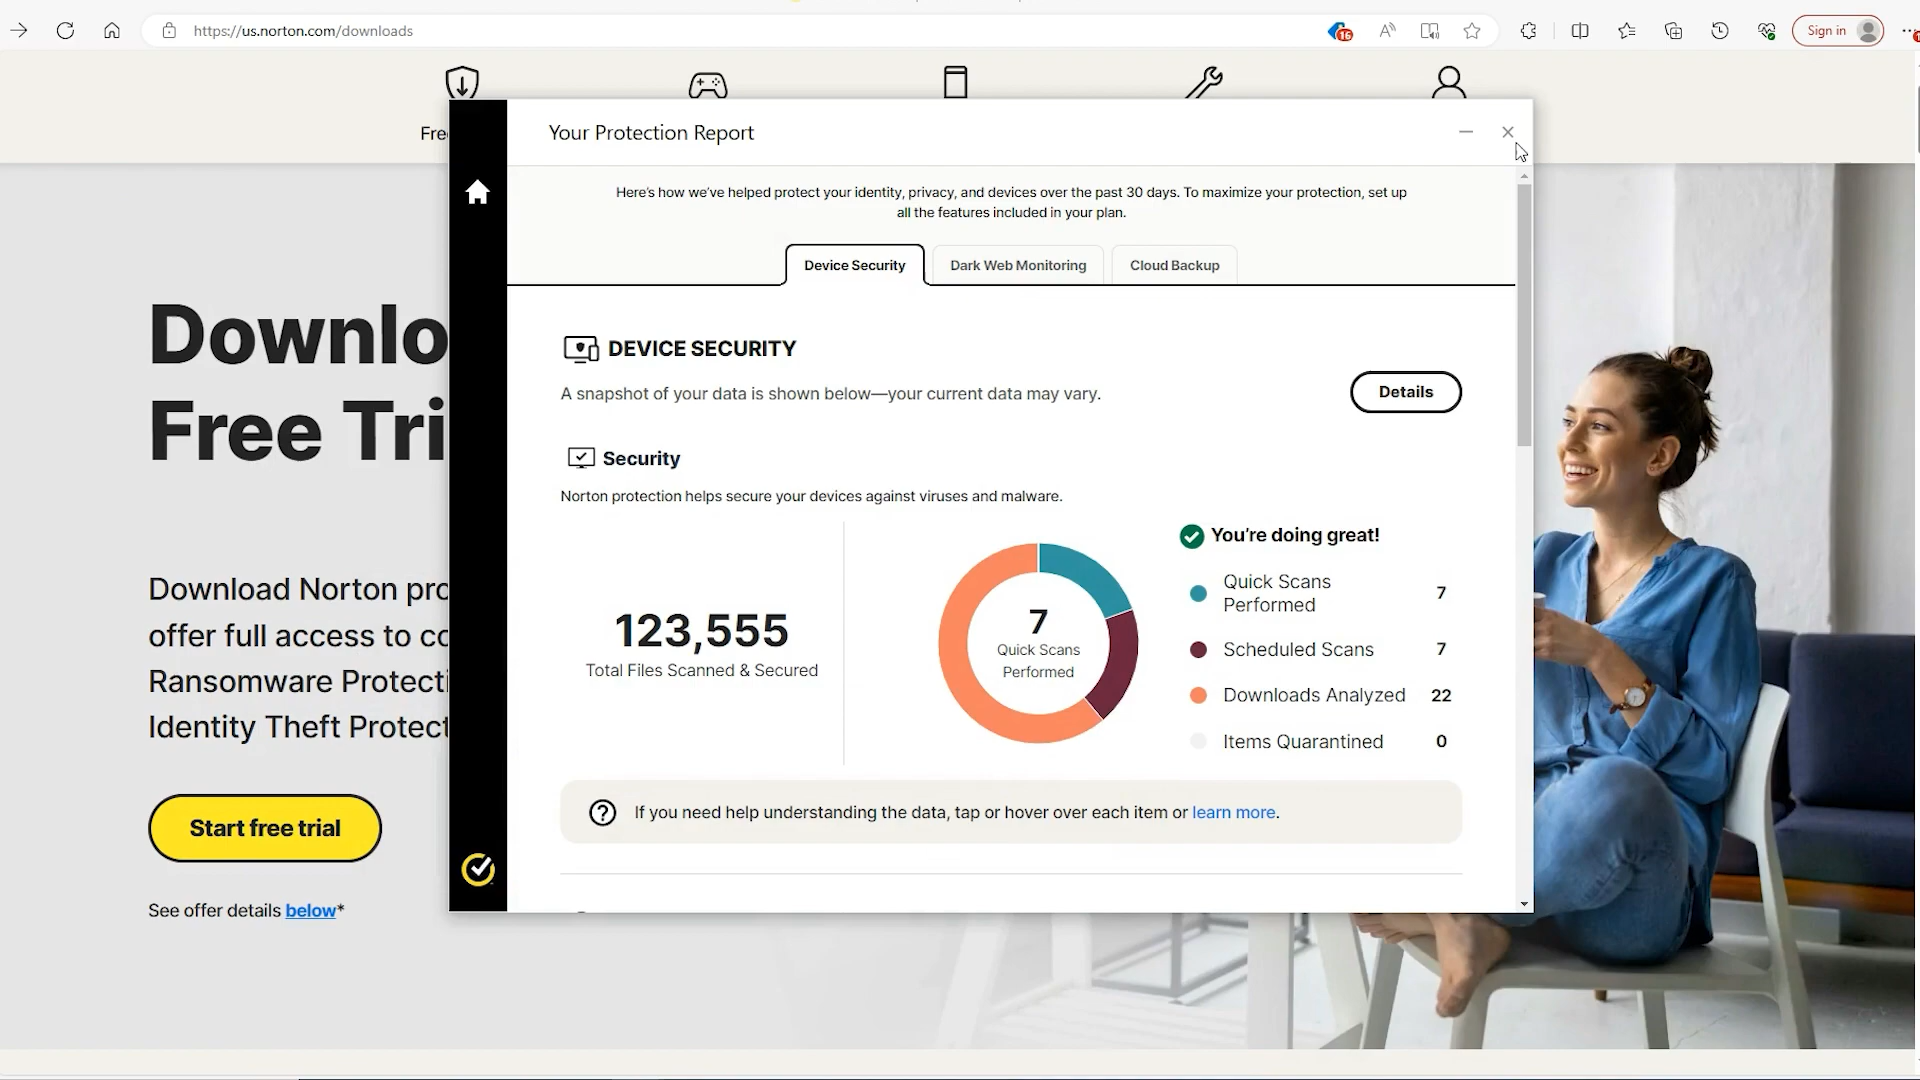 https://us.norton.com/downloads
16
Sign in
Free
Your Protection Report
Here's how we've helped protect your identity, privacy, and devices over the past 30 days. To maximize your protection, set up
all the features included in your plan.
Device Security
Dark Web Monitoring
Cloud Backup
DEVICE SECURITY
A snapshot of your data is shown below—your current data may vary.
Details
Security
Norton protection helps secure your devices against viruses and malware.
123,555
Total Files Scanned & Secured
7
Quick Scans
Performed
You're doing great!
Quick Scans
Performed
7
Scheduled Scans 7
Downloads Analyzed 22
Items Quarantined 0
If you need help understanding the data, tap or hover over each item or learn more.
Downlo
Free Tri
Download Norton pro
offer full access to co
Ransomware Protecti
Identity Theft Protect
Start free trial
See offer details below*